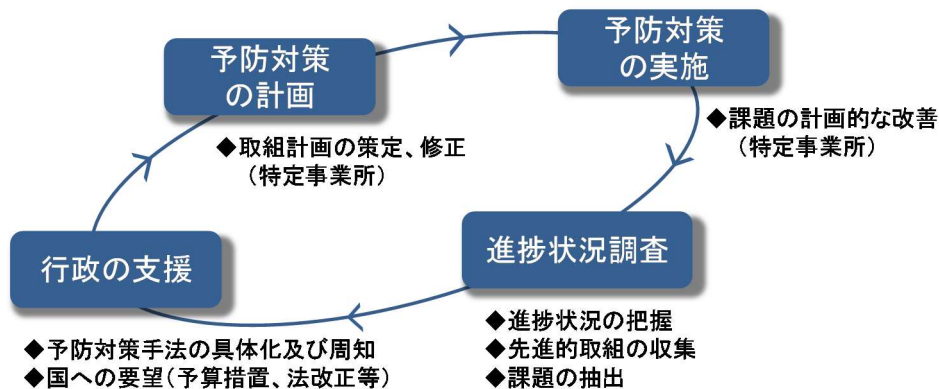 予防対策
の計画
◆取組計画の策定、修正
（特定事業所）
予防対策
の実施
◆課題の計画的な改善
（特定事業所）
進捗状況調査
◆進捗状況の把握
◆先進的取組の収集
◆課題の抽出
行政の支援
◆予防対策手法の具体化及び周知
◆国への要望（予算措置、法改正等）